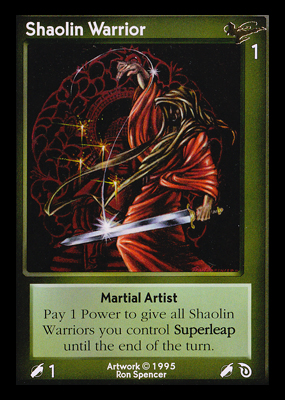 Shaolin Warrior
1
Martial Artist
Pay 1 Power to give all Shaolin
Warriors you control Superleap
until the end of the turn.
Artwork © 1995
Ron Spencer
1